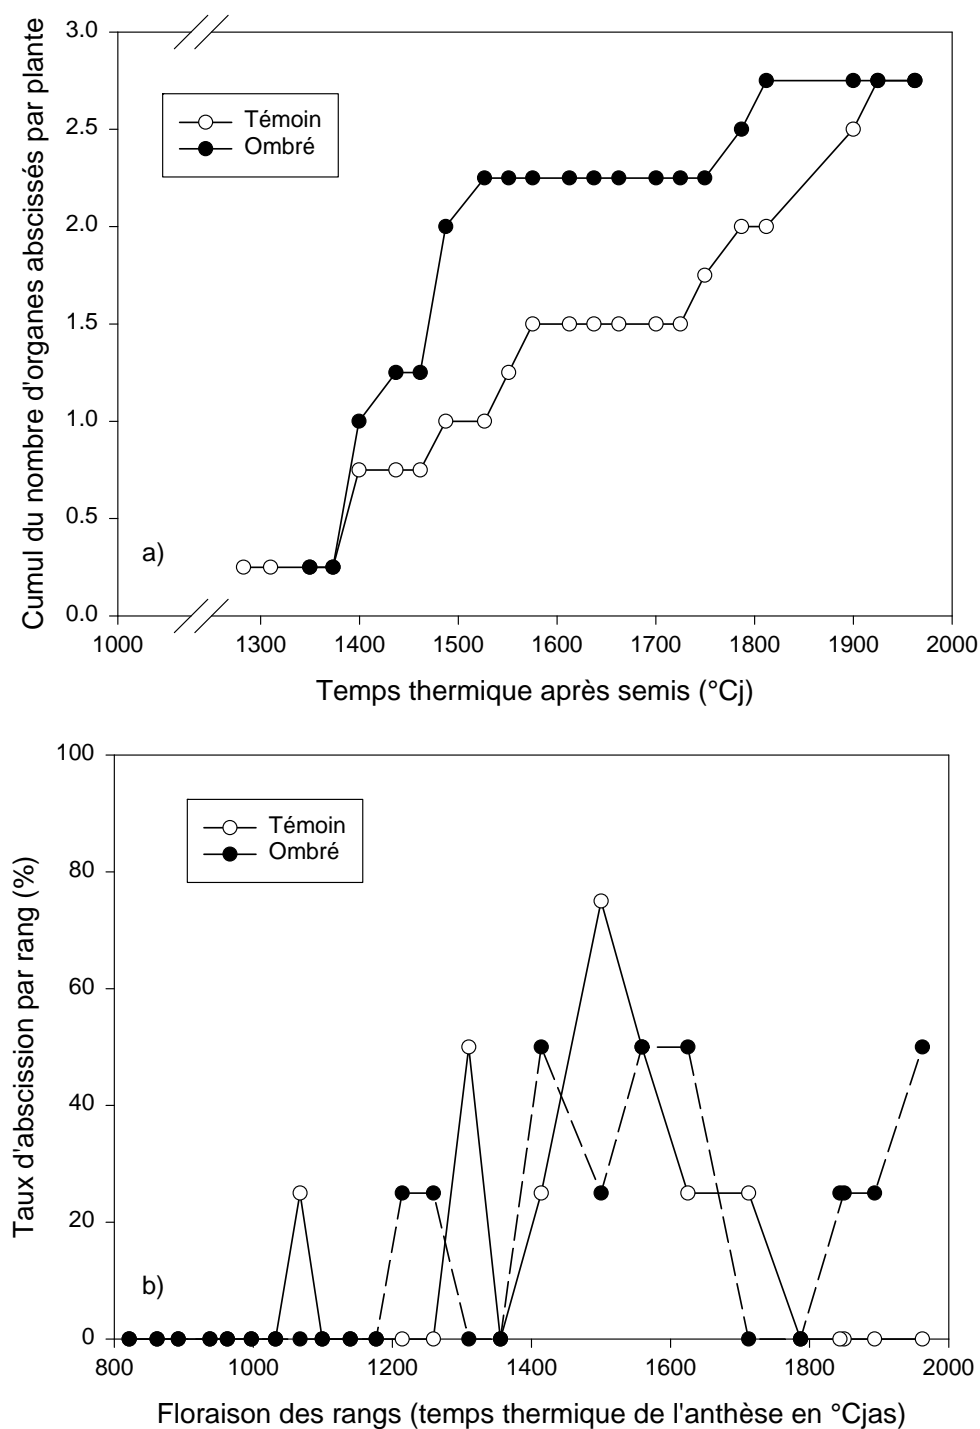 3.0
2.5
2.0
1.5
1.0
0.5
0.0
Cumul du nombre d'organes abscissés par plante
Témoin
Ombré
a)
1000 1300 1400 1500 1600 1700 1800 1900 2000
Temps thermique après semis (°Cj)
100
80
60
40
20
0
Taux d'abscission par rang (%)
Témoin
Ombré
b)
800 1000 1200 1400 1600 1800 2000
Floraison des rangs (temps thermique de l'anthèse en °Cjas)